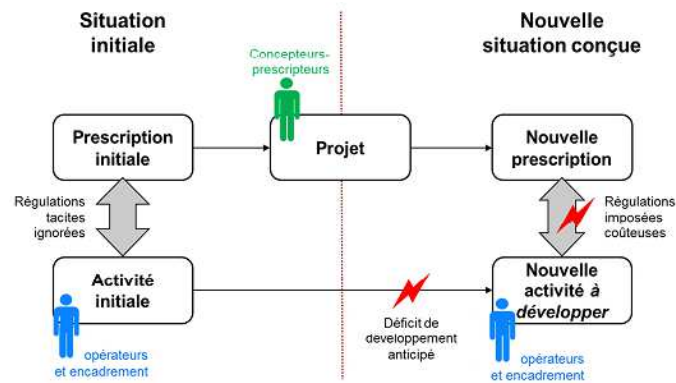 Situation
initiale
Nouvelle
situation conçue
Concepteurs-
prescripteurs
Prescription
initiale
Projet
Nouvelle
prescription
Régulations
tacites
ignorées
Régulations
imposées
coûteuses
Activité
initiale
Nouvelle
activité à
développer
Déficit de
developpement
anticipé
opérateurs
et encadrement
opérateurs
et encadrement